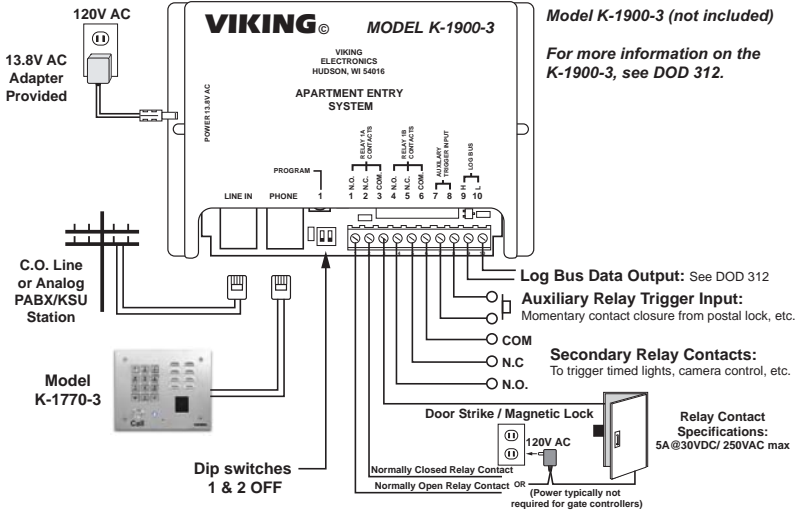 120V AC
13.8V AC
Adapter
Provided
VIKING©
MODEL K-1900-3
VIKING
ELECTRONICS
HUDSON, WI 54016
APARTMENT ENTRY
SYSTEM
POWER 13.8V AC
Model K-1900-3 (not included)
For more information on the
K-1900-3, see DOD 312.
RELAY 1A
CONTACTS
RELAY 1B
CONTACTS
AUXILARY
TRIGGER INPUT
LOG BUS
PROGRAM
LINE IN
PHONE
1
N.O.
N.C.
COM.
N.O.
N.C.
COM.
H
L
1 2 3 4 5 6 7 8 9 10
C.O. Line
or Analog
PABX/KSU
Station
Log Bus Data Output: See DOD 312
Auxiliary Relay Trigger Input:
Momentary contact closure from postal lock, etc.
COM
N.C
N.O.
Secondary Relay Contacts:
To trigger timed lights, camera control, etc.
Model
K-1770-3
Call
Door Strike / Magnetic Lock
120V AC
Relay Contact
Specifications:
5A@30VDC/ 250VAC max
Dip switches
1 & 2 OFF
Normally Closed Relay Contact
Normally Open Relay Contact
OR
(Power typically not
required for gate controllers)